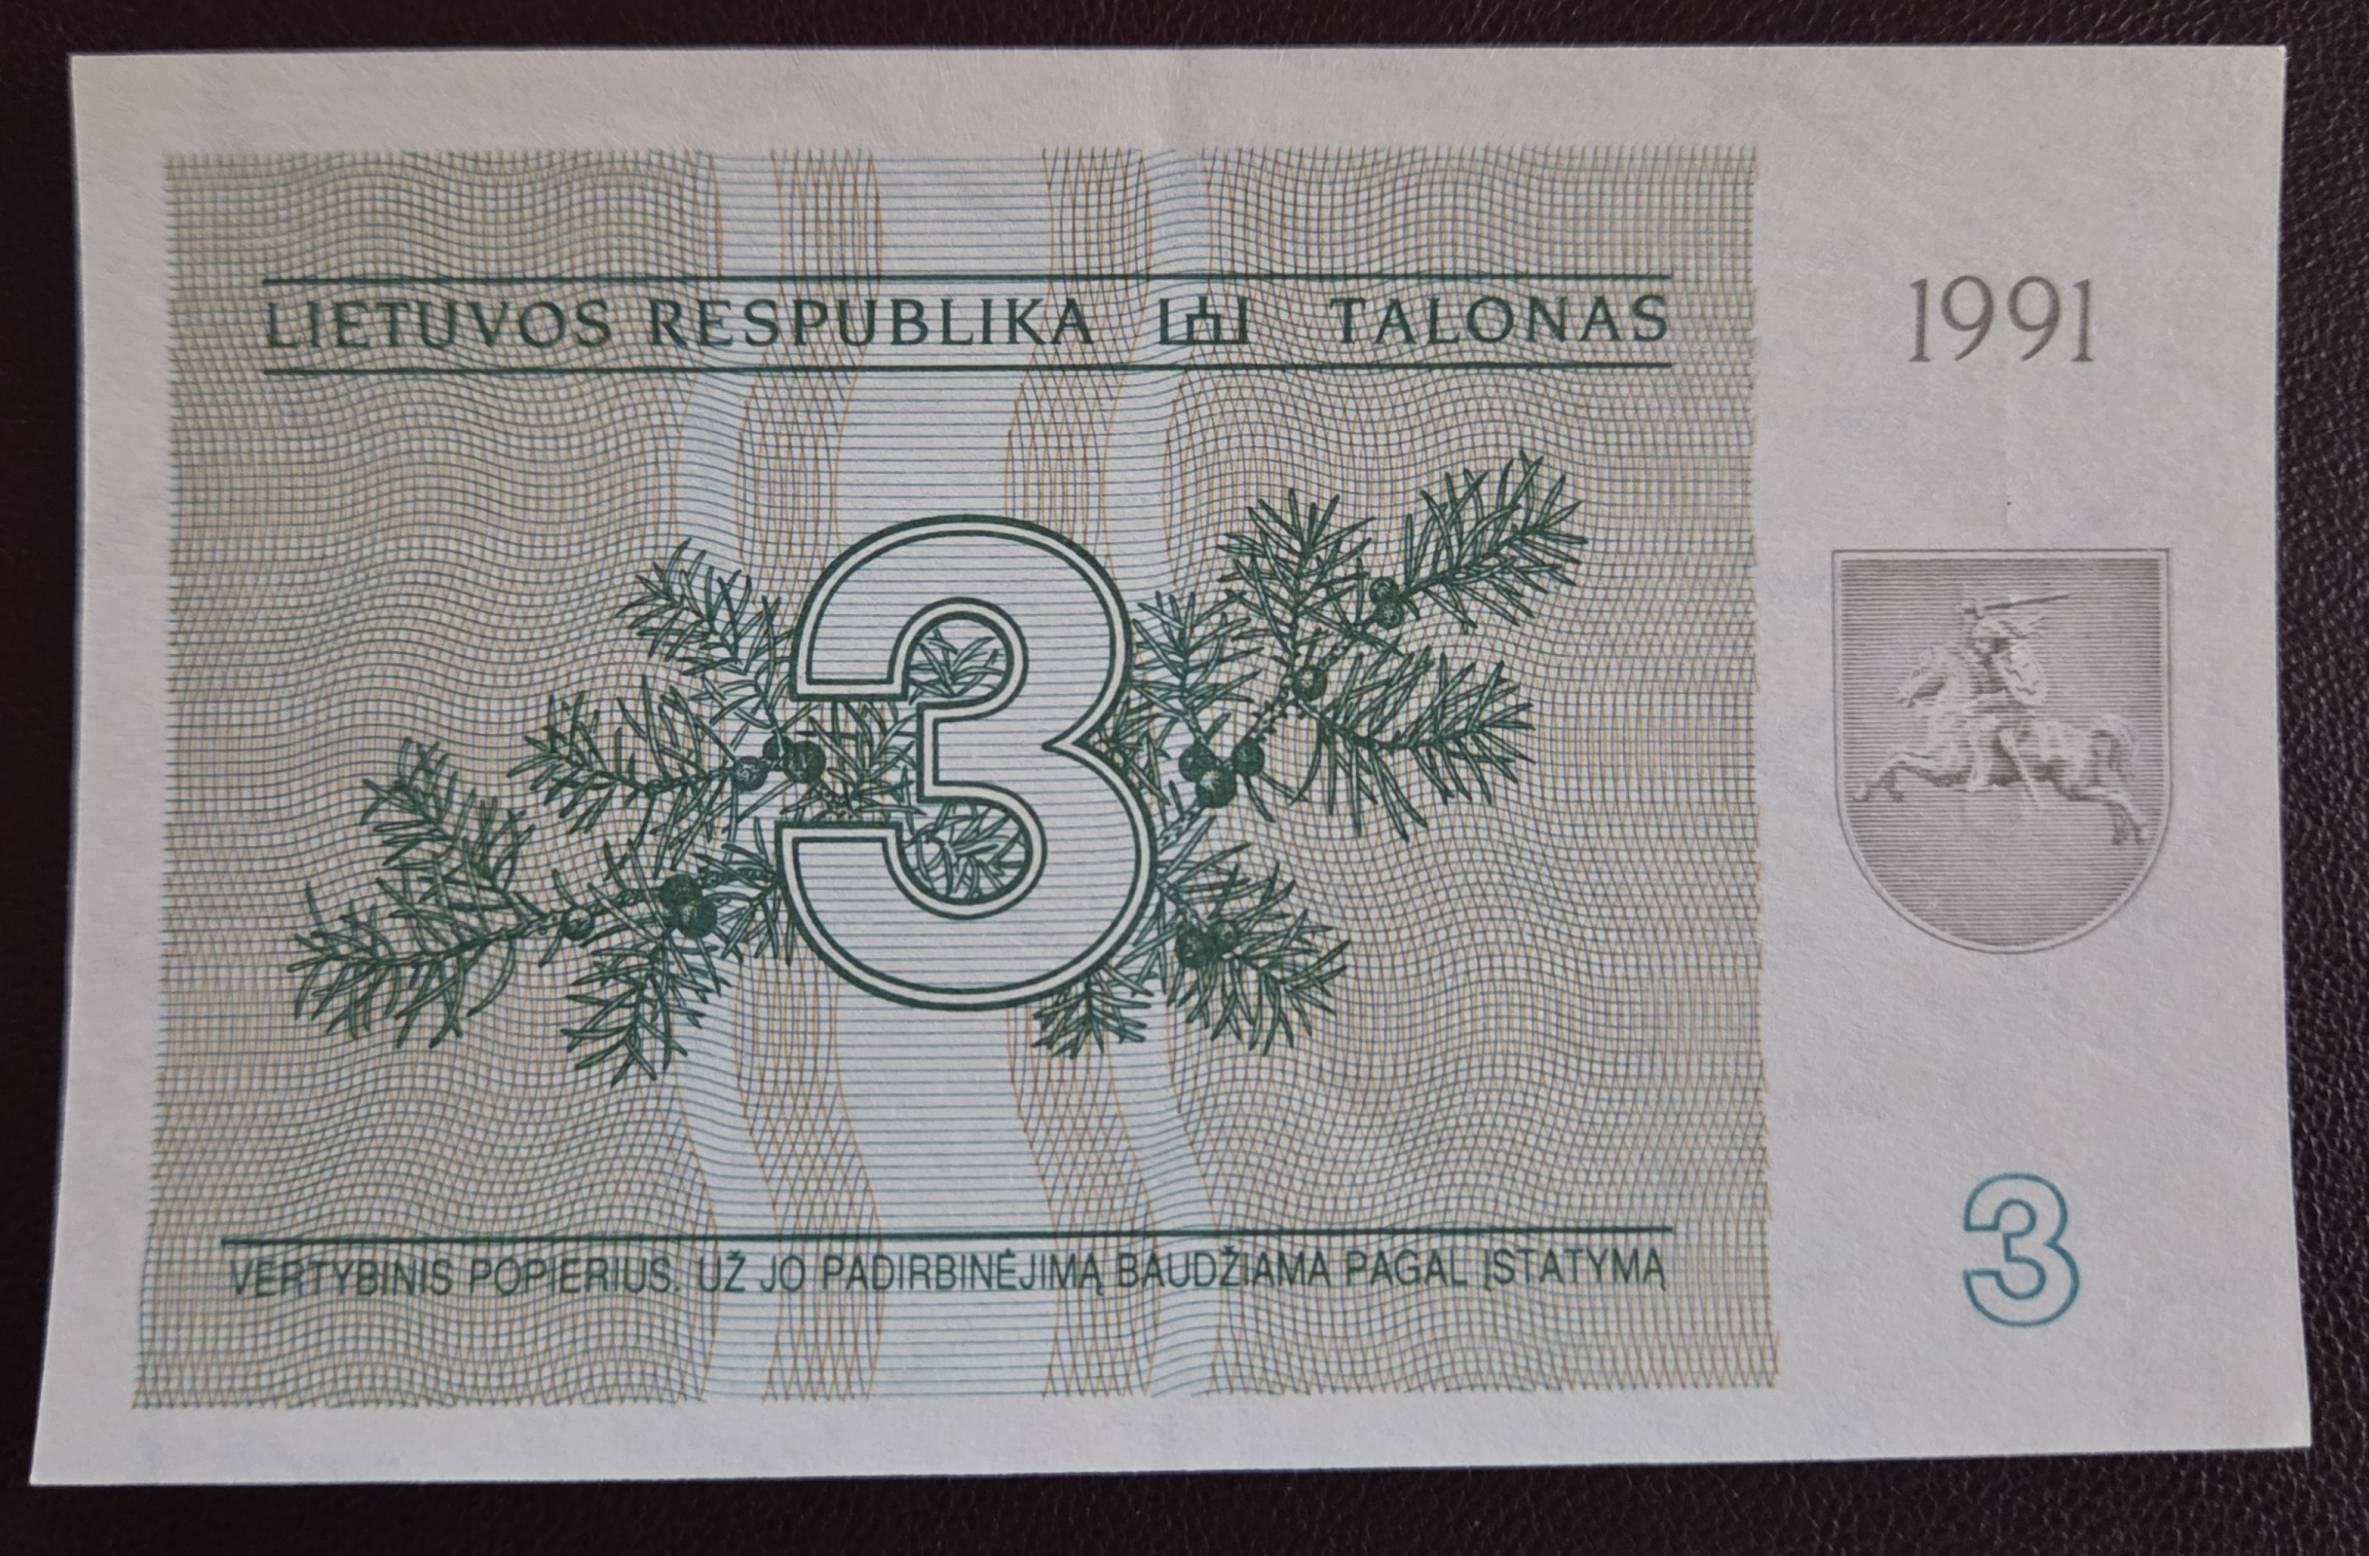 LIETUVOS RESPUBLIKA TALONAS
1991
3
3
VERTYBINIS POPIERIUS. UŽ JO PADIRBINĖJIMĄ BAUDŽIAMA PAGAL ĮSTATYMĄ